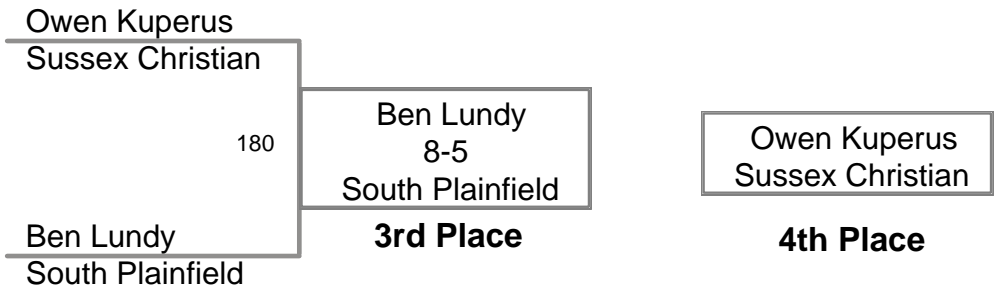 Owen Kuperus
Sussex Christian
180
Ben Lundy
8-5
South Plainfield
3rd Place
Owen Kuperus
Sussex Christian
4th Place
Ben Lundy
South Plainfield